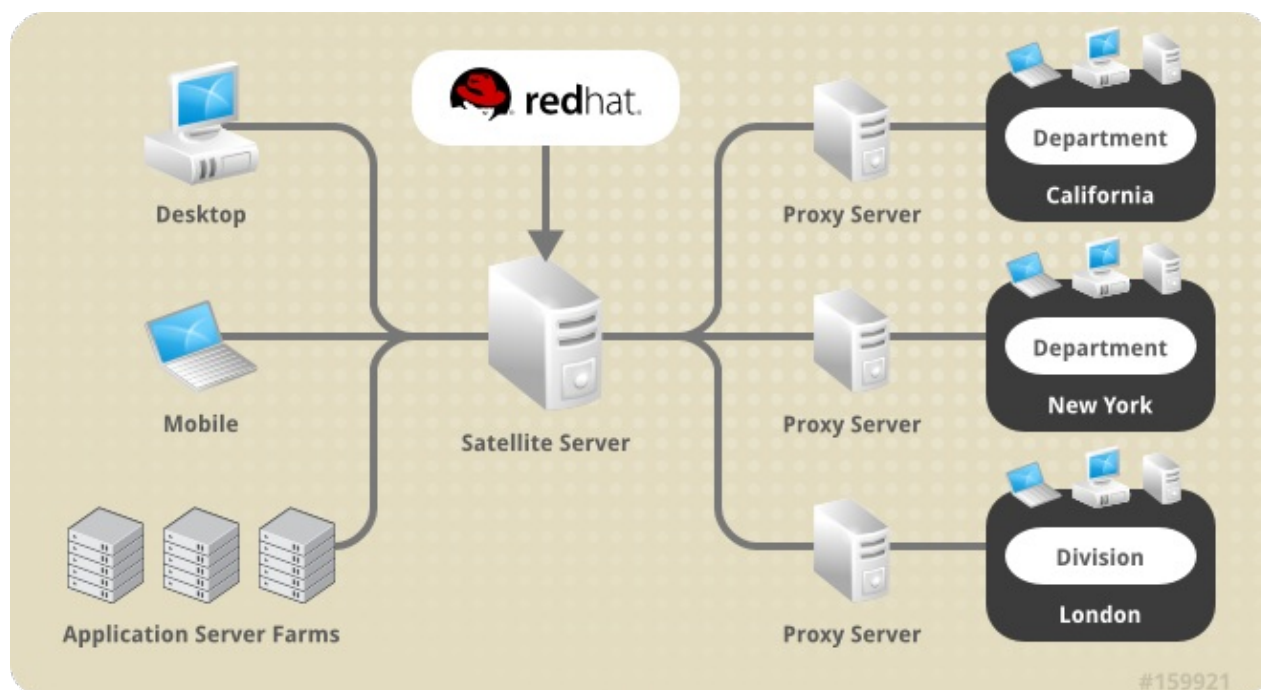 redhat.
Desktop
Proxy Server
Department
California
Mobile
Satellite Server
Proxy Server
Department
New York
Application Server Farms
Proxy Server
Division
London
#159921